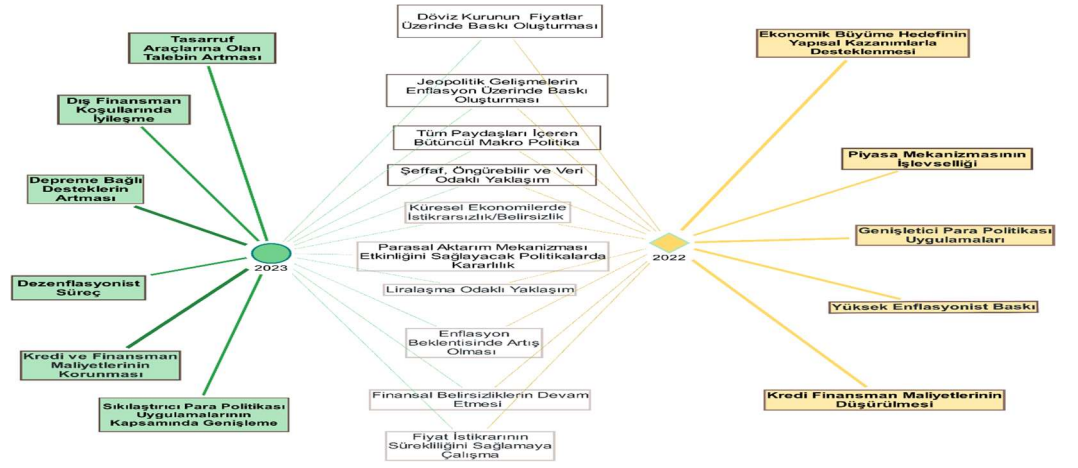 Tasarruf
Araçlarına Olan
Talebin Artması
Dış Finansman
Koşullarında
İyileşme
Depreme Bağlı
Desteklerin
Artması
2023
Dezenflasyonist
Süreç
Kredi ve Finansman
Maliyetlerinin
Korunması
Sıkılaştırıcı Para Politikası
Uygulamalarının
Kapsamında Genişleme
Döviz Kurunun Fiyatlar
Üzerinde Baskı Oluşturması
Jeopolitik Gelişmelerin
Enflasyon Üzerinde Baskı
Oluşturması
Tüm Paydaşları İçeren
Bütüncül Makro Politika
Şeffaf, Öngürebilir ve Veri
Odaklı Yaklaşım
Küresel Ekonomilerde
İstikrarsızlık/Belirsizlik
Parasal Aktarım Mekanizması
Etkinliğini Sağlayacak Politikalarda
Kararlılık
Liralaşma Odaklı Yaklaşım
Enflasyon
Beklentisinde Artış
Olması
Finansal Belirsizliklerin Devam
Etmesi
Fiyat İstikrarının
Sürekliliğini Sağlamaya
Çalışma
Ekonomik Büyüme Hedefinin
Yapısal Kazanımlarla
Desteklenmesi
Piyasa Mekanizmasının
İşlevselliği
2022
Genişletici Para Politikası
Uygulamaları
Yüksek Enflasyonist Baskı
Kredi Finansman Maliyetlerinin
Düşürülmesi